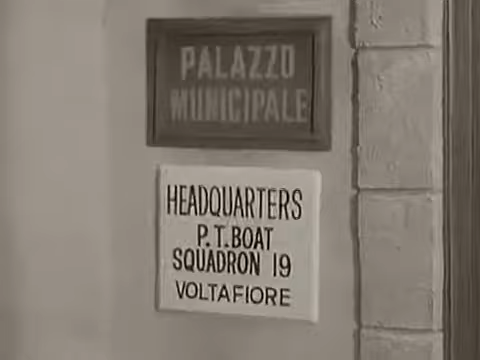 PALAZZO
MUNICIPALE
HEADQUARTERS
P.T. BOAT
SQUADRON 19
VOLTAFIORE